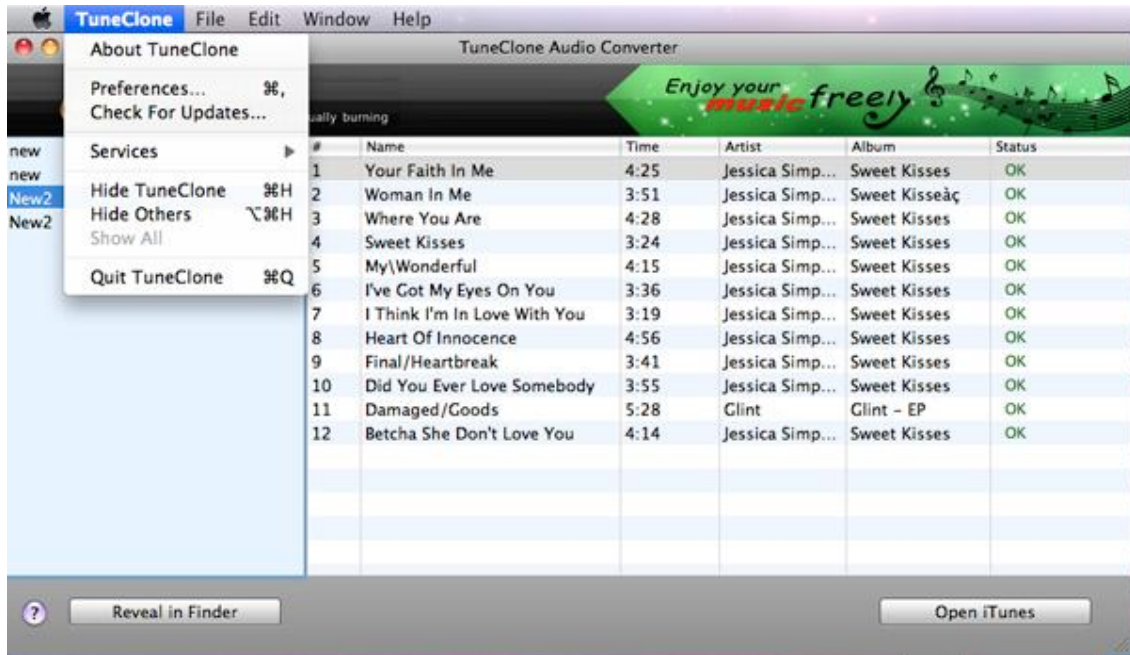 TuneClone File Edit Window Help
TuneClone Audio Converter
About TuneClone
Preferences... ⌘,
Check For Updates...
Services ▶
Hide TuneClone ⌘H
Hide Others ⌥⌘H
Show All
Quit TuneClone ⌘Q
Enjoy your music freely
ually burning
new
new
New2
New2
# Name Time Artist Album Status
1 Your Faith In Me 4:25 Jessica Simp... Sweet Kisses OK
2 Woman In Me 3:51 Jessica Simp... Sweet Kisseàç OK
3 Where You Are 4:28 Jessica Simp... Sweet Kisses OK
4 Sweet Kisses 3:24 Jessica Simp... Sweet Kisses OK
5 My\Wonderful 4:15 Jessica Simp... Sweet Kisses OK
6 I've Got My Eyes On You 3:36 Jessica Simp... Sweet Kisses OK
7 I Think I'm In Love With You 3:19 Jessica Simp... Sweet Kisses OK
8 Heart Of Innocence 4:56 Jessica Simp... Sweet Kisses OK
9 Final/Heartbreak 3:41 Jessica Simp... Sweet Kisses OK
10 Did You Ever Love Somebody 3:55 Jessica Simp... Sweet Kisses OK
11 Damaged/Goods 5:28 Glint Glint - EP OK
12 Betcha She Don't Love You 4:14 Jessica Simp... Sweet Kisses OK
? Reveal in Finder Open iTunes